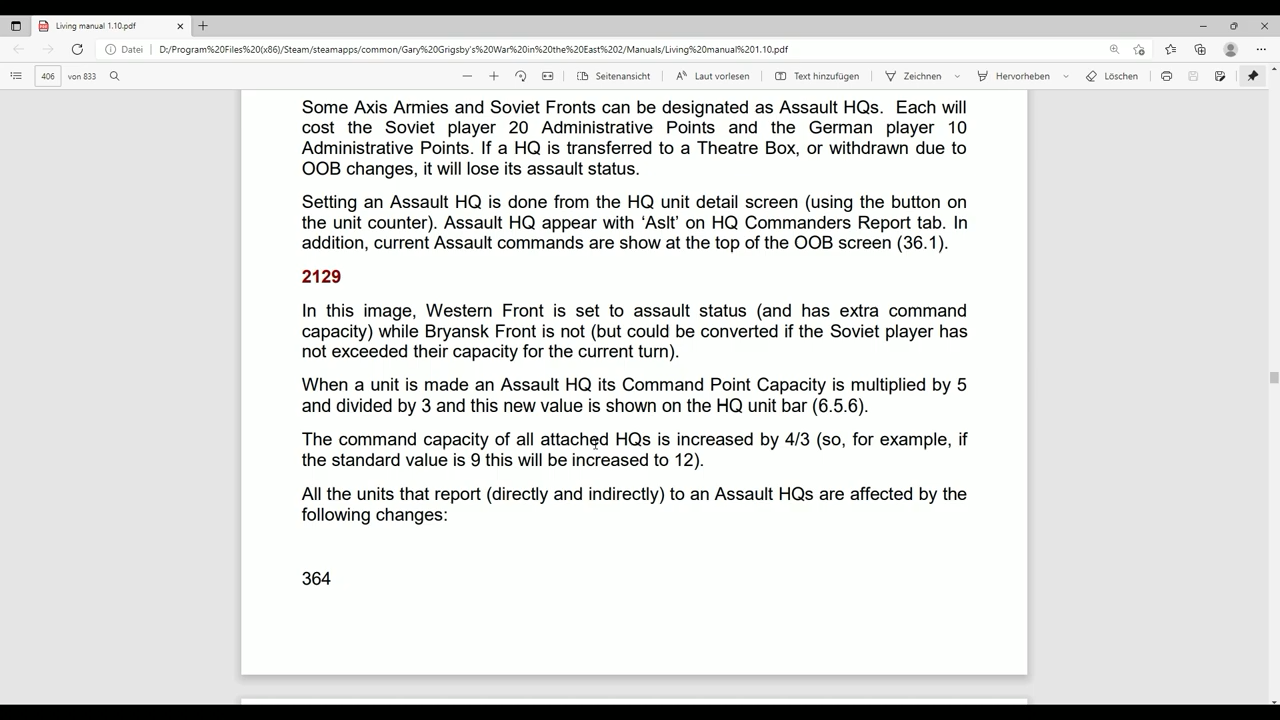 Living manual 1.10.pdf
Datei
D:/Program%20Files%20(x86)/Steam/steamapps/common/Gary%20Grigsby's%20War%20in%20the%20East%202/Manuals/Living%20manual%201.10.pdf
406 von 833
Seitenansicht
Laut vorlesen
Text hinzufügen
Zeichnen
Hervorheben
Löschen
Some Axis Armies and Soviet Fronts can be designated as Assault HQs. Each will
cost the Soviet player 20 Administrative Points and the German player 10
Administrative Points. If a HQ is transferred to a Theatre Box, or withdrawn due to
OOB changes, it will lose its assault status.
Setting an Assault HQ is done from the HQ unit detail screen (using the button on
the unit counter). Assault HQ appear with ‘Aslt’ on HQ Commanders Report tab. In
addition, current Assault commands are show at the top of the OOB screen (36.1).
2129
In this image, Western Front is set to assault status (and has extra command
capacity) while Bryansk Front is not (but could be converted if the Soviet player has
not exceeded their capacity for the current turn).
When a unit is made an Assault HQ its Command Point Capacity is multiplied by 5
and divided by 3 and this new value is shown on the HQ unit bar (6.5.6).
The command capacity of all attached HQs is increased by 4/3 (so, for example, if
the standard value is 9 this will be increased to 12).
All the units that report (directly and indirectly) to an Assault HQs are affected by the
following changes:
364